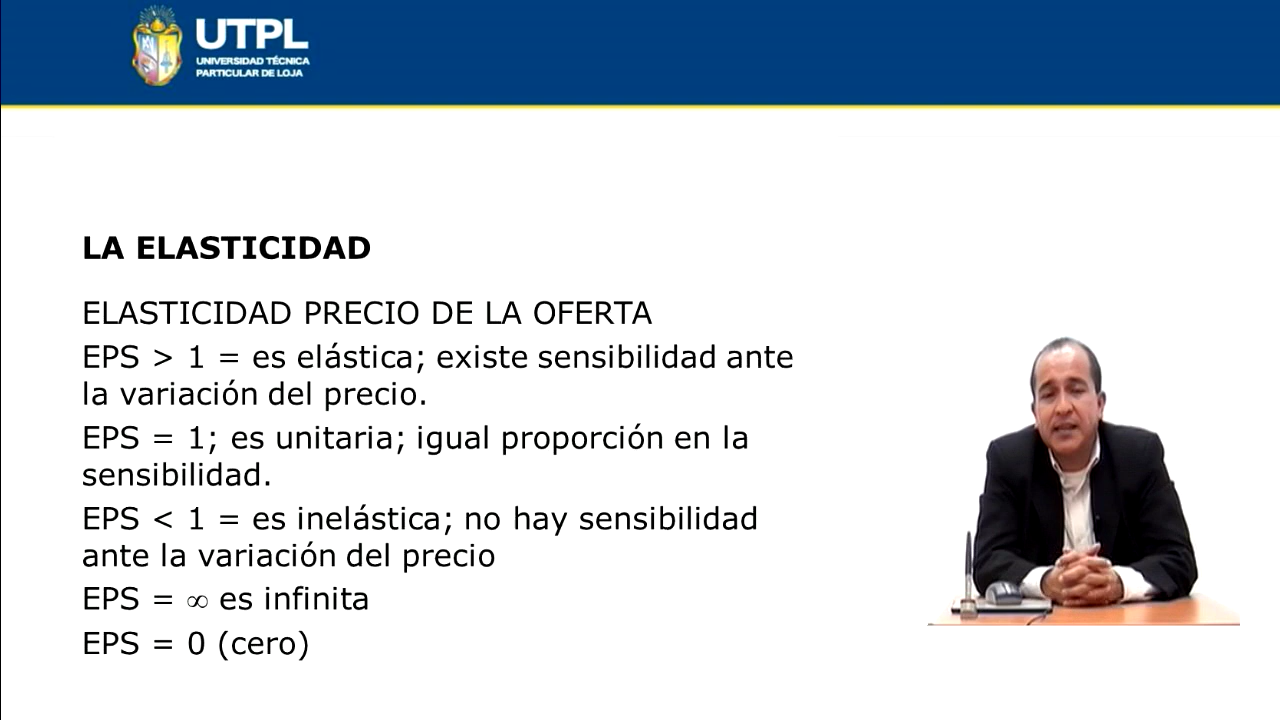 UTPL
UNIVERSIDAD TÉCNICA
PARTICULAR DE LOJA
LA ELASTICIDAD
ELASTICIDAD PRECIO DE LA OFERTA
EPS > 1 = es elástica; existe sensibilidad ante
la variación del precio.
EPS = 1; es unitaria; igual proporción en la
sensibilidad.
EPS < 1 = es inelástica; no hay sensibilidad
ante la variación del precio
EPS = ∞ es infinita
EPS = 0 (cero)